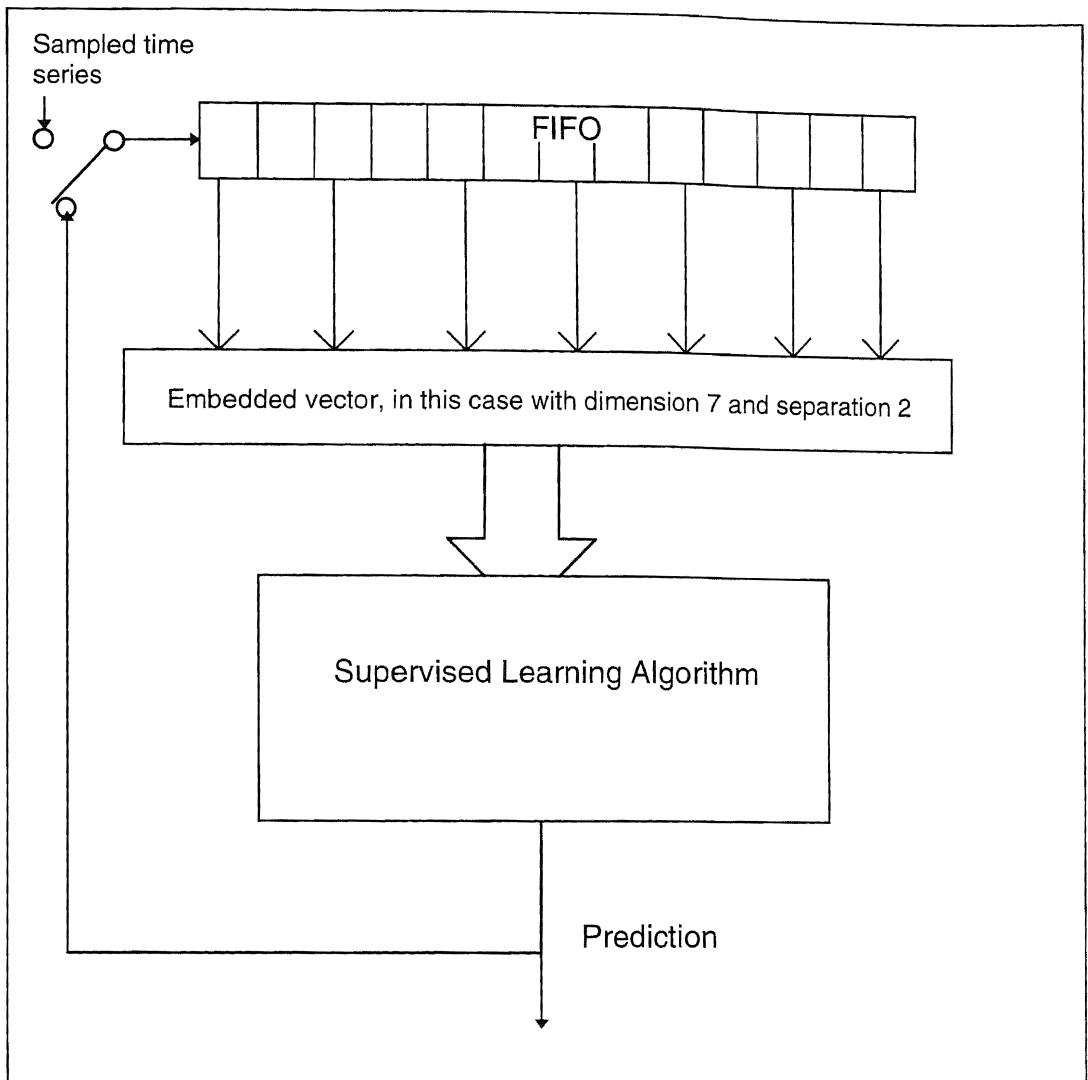 Sampled time
series
FIFO
Embedded vector, in this case with dimension 7 and separation 2
Supervised Learning Algorithm
Prediction